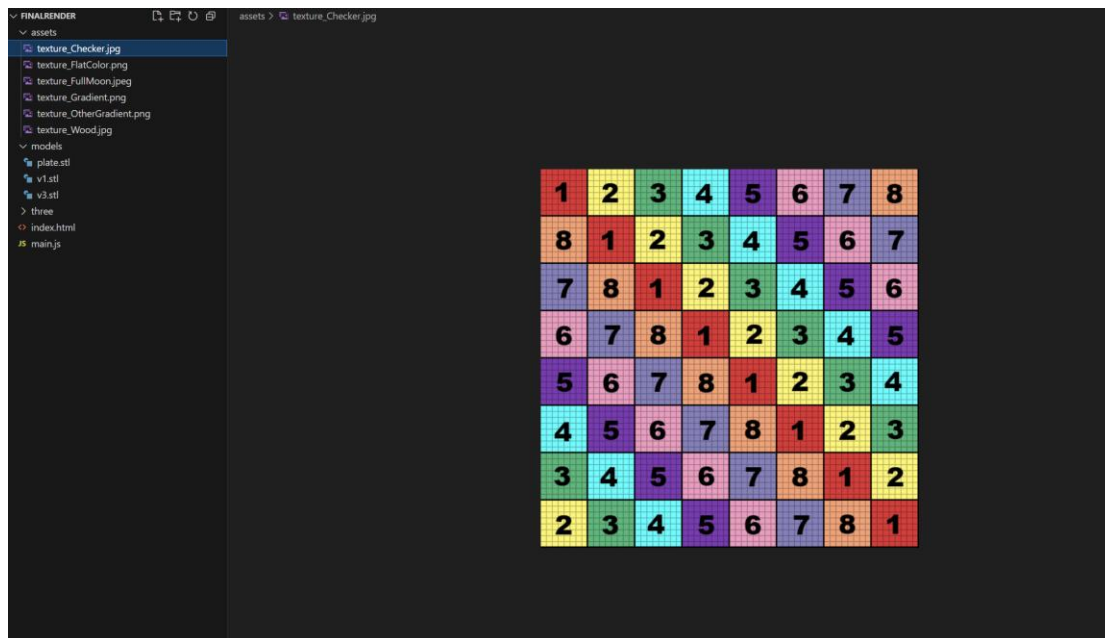 FINALRENDER
assets > texture_Checker.jpg
assets
texture_Checker.jpg
texture_FlatColor.png
texture_FullMoon.jpeg
texture_Gradient.png
texture_OtherGradient.png
texture_Wood.jpg
models
plate.stl
v1.stl
v3.stl
three
index.html
JS main.js
1 2 3 4 5 6 7 8
8 1 2 3 4 5 6 7
7 8 1 2 3 4 5 6
6 7 8 1 2 3 4 5
5 6 7 8 1 2 3 4
4 5 6 7 8 1 2 3
3 4 5 6 7 8 1 2
2 3 4 5 6 7 8 1